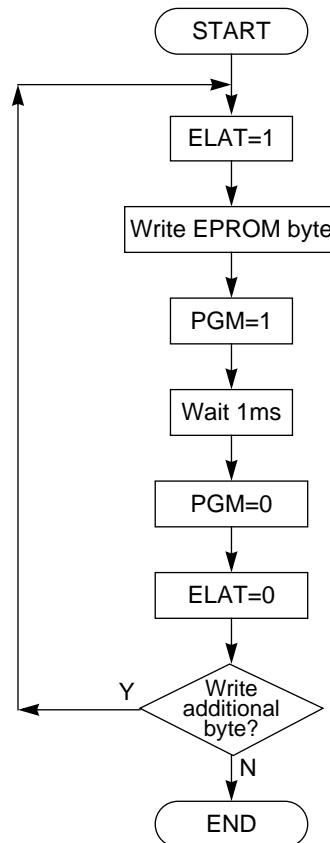 START
ELAT=1
Write EPROM byte
PGM=1
Wait 1ms
PGM=0
ELAT=0
Y
Write
additional
byte?
N
END